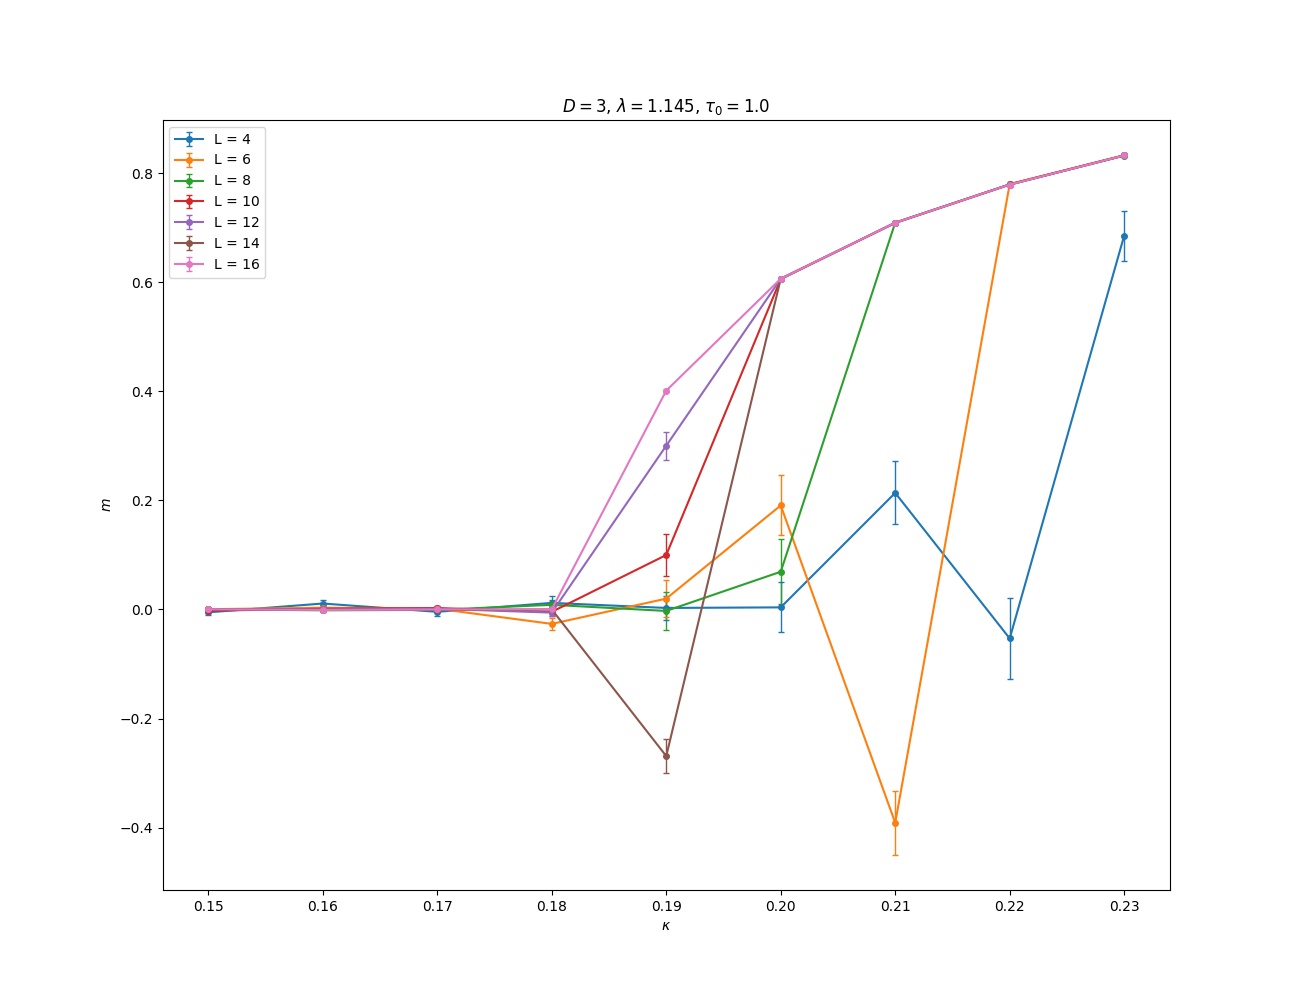 D = 3, λ = 1.145, τ₀ = 1.0
L = 4
L = 6
L = 8
L = 10
L = 12
L = 14
L = 16
0.8
0.6
0.4
0.2
0.0
−0.2
−0.4
m
0.15 0.16 0.17 0.18 0.19 0.20 0.21 0.22 0.23
κ